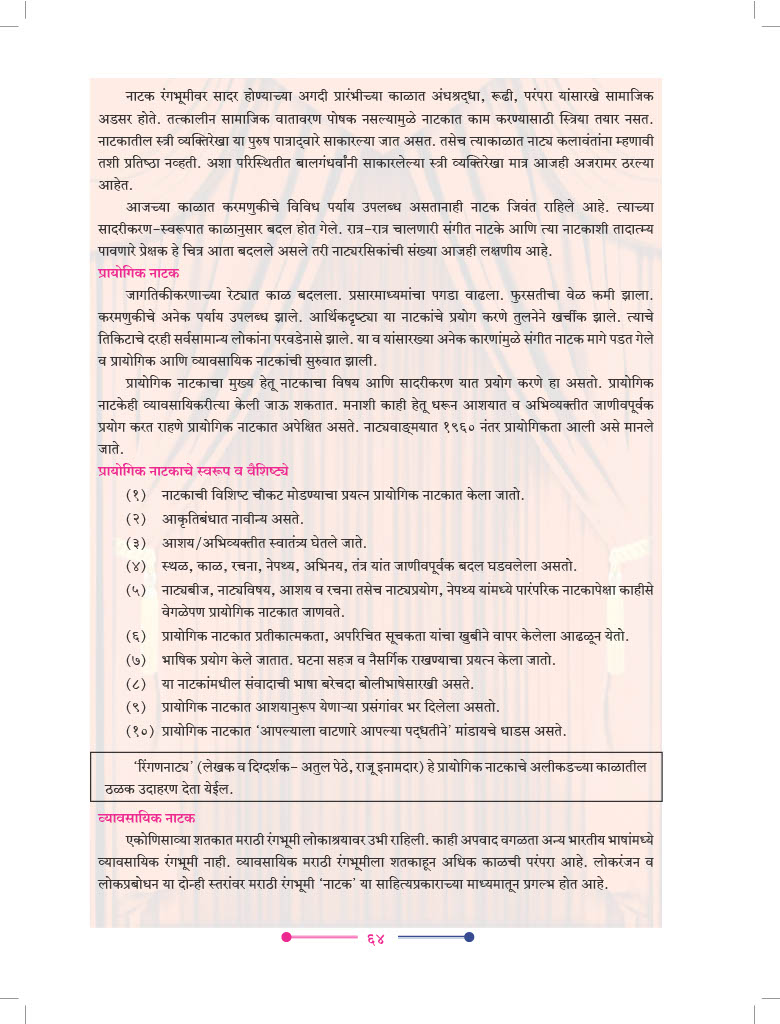 नाटक रंगभूमीवर सादर होण्याच्या अगदी प्रारंभीच्या काळात अंधश्रद्धा, रूढी, परंपरा यांसारखे सामाजिक
अडसर होते. तत्कालीन सामाजिक वातावरण पोषक नसल्यामुळे नाटकात काम करण्यासाठी स्त्रिया तयार नसत.
नाटकातील स्त्री व्यक्तिरेखा या पुरुष पात्राद्वारे साकारल्या जात असत. तसेच त्याकाळात नाट्य कलावंतांना म्हणावी
तशी प्रतिष्ठा नव्हती. अशा परिस्थितीत बालगंधर्वांनी साकारलेल्या स्त्री व्यक्तिरेखा मात्र आजही अजरामर ठरल्या
आहेत.
आजच्या काळात करमणुकीचे विविध पर्याय उपलब्ध असतानाही नाटक जिवंत राहिले आहे. त्याच्या
सादरीकरण-स्वरूपात काळानुसार बदल होत गेले. रात्र-रात्र चालणारी संगीत नाटके आणि त्या नाटकाशी तादात्म्य
पावणारे प्रेक्षक हे चित्र आता बदलले असले तरी नाट्यरसिकांची संख्या आजही लक्षणीय आहे.
प्रायोगिक नाटक
जागतिकीकरणाच्या रेट्यात काळ बदलला. प्रसारमाध्यमांचा पगडा वाढला. फुरसतीचा वेळ कमी झाला.
करमणुकीचे अनेक पर्याय उपलब्ध झाले. आर्थिकदृष्ट्या या नाटकांचे प्रयोग करणे तुलनेने खर्चीक झाले. त्याचे
तिकिटाचे दरही सर्वसामान्य लोकांना परवडेनासे झाले. या व यांसारख्या अनेक कारणांमुळे संगीत नाटक मागे पडत गेले
व प्रायोगिक आणि व्यावसायिक नाटकांची सुरुवात झाली.
प्रायोगिक नाटकाचा मुख्य हेतू नाटकाचा विषय आणि सादरीकरण यात प्रयोग करणे हा असतो. प्रायोगिक
नाटकेही व्यावसायिकरीत्या केली जाऊ शकतात. मनाशी काही हेतू धरून आशयात व अभिव्यक्तीत जाणीवपूर्वक
प्रयोग करत राहणे प्रायोगिक नाटकात अपेक्षित असते. नाट्यवाङ्‌मयात १९६० नंतर प्रायोगिकता आली असे मानले
जाते.
प्रायोगिक नाटकाचे स्वरूप व वैशिष्ट्ये
(१) नाटकाची विशिष्ट चौकट मोडण्याचा प्रयत्न प्रायोगिक नाटकात केला जातो.
(२) आकृतिबंधात नावीन्य असते.
(३) आशय/अभिव्यक्तीत स्वातंत्र्य घेतले जाते.
(४) स्थळ, काळ, रचना, नेपथ्य, अभिनय, तंत्र यांत जाणीवपूर्वक बदल घडवलेला असतो.
(५) नाट्यबीज, नाट्यविषय, आशय व रचना तसेच नाट्यप्रयोग, नेपथ्य यांमध्ये पारंपरिक नाटकापेक्षा काहीसे
वेगळेपण प्रायोगिक नाटकात जाणवते.
(६) प्रायोगिक नाटकात प्रतीकात्मकता, अपरिचित सूचकता यांचा खुबीने वापर केलेला आढळून येतो.
(७) भाषिक प्रयोग केले जातात. घटना सहज व नैसर्गिक राखण्याचा प्रयत्न केला जातो.
(८) या नाटकांमधील संवादाची भाषा बरेचदा बोलीभाषेसारखी असते.
(९) प्रायोगिक नाटकात आशयानुरूप येणाऱ्या प्रसंगांवर भर दिलेला असतो.
(१०) प्रायोगिक नाटकात ‘आपल्याला वाटणारे आपल्या पद्धतीने’ मांडायचे धाडस असते.
‘रिंगणनाट्य’ (लेखक व दिग्दर्शक- अतुल पेठे, राजू इनामदार) हे प्रायोगिक नाटकाचे अलीकडच्या काळातील
ठळक उदाहरण देता येईल.
व्यावसायिक नाटक
एकोणिसाव्या शतकात मराठी रंगभूमी लोकाश्रयावर उभी राहिली. काही अपवाद वगळता अन्य भारतीय भाषांमध्ये
व्यावसायिक रंगभूमी नाही. व्यावसायिक मराठी रंगभूमीला शतकाहून अधिक काळची परंपरा आहे. लोकरंजन व
लोकप्रबोधन या दोन्ही स्तरांवर मराठी रंगभूमी ‘नाटक’ या साहित्यप्रकाराच्या माध्यमातून प्रगल्भ होत आहे.
६४